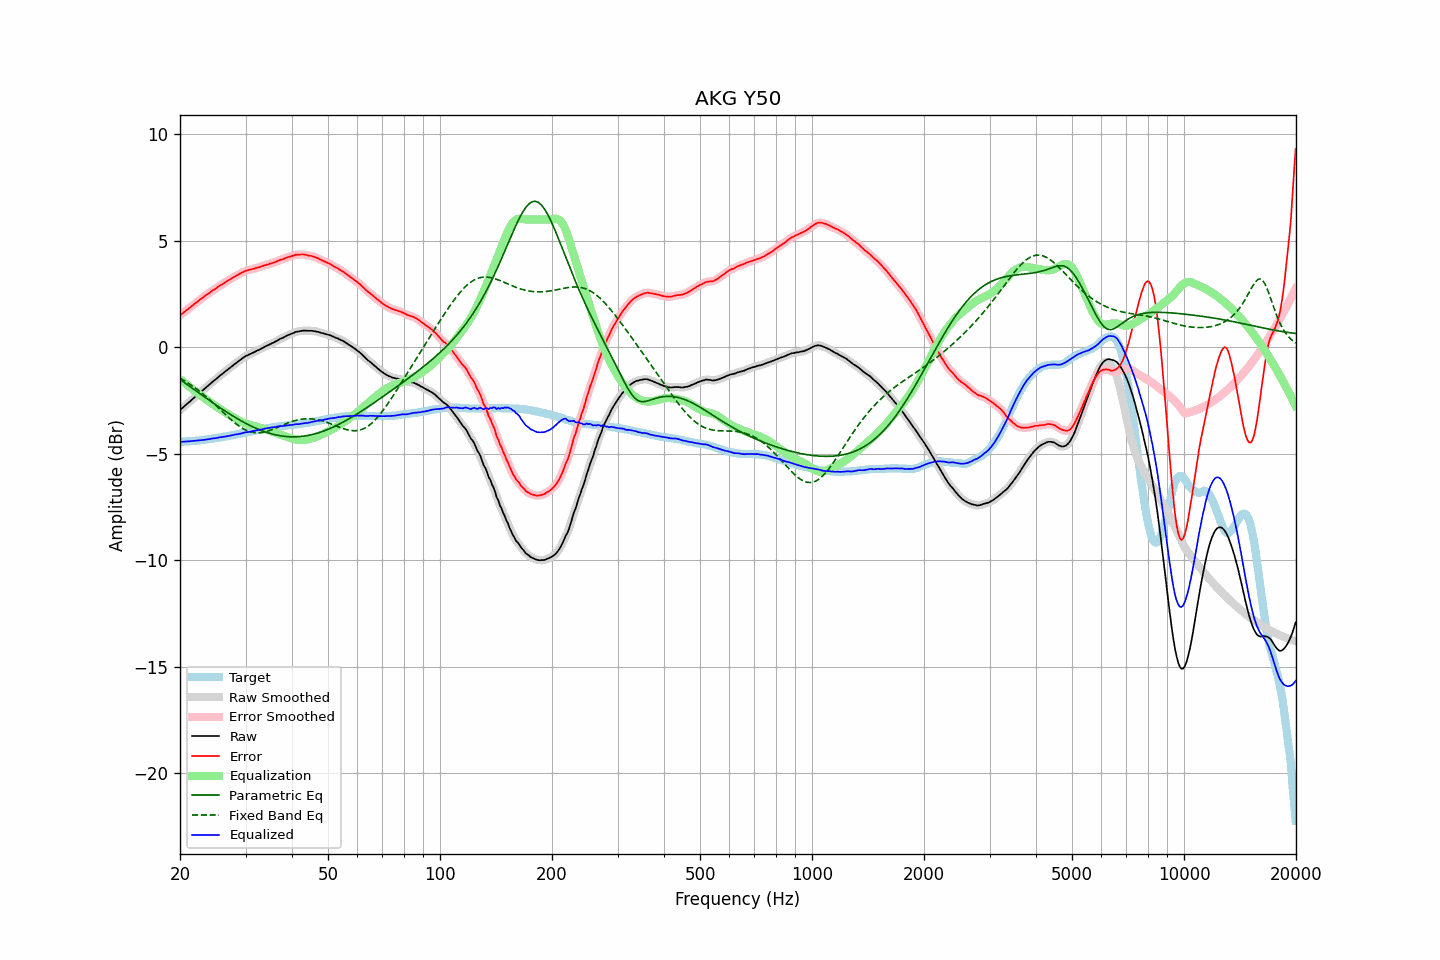 AKG Y50
Amplitude (dBr)
10
5
0
−5
−10
−15
−20
Target
Raw Smoothed
Error Smoothed
Raw
Error
Equalization
Parametric Eq
Fixed Band Eq
Equalized
20 50 100 200 500 1000 2000 5000 10000 20000
Frequency (Hz)